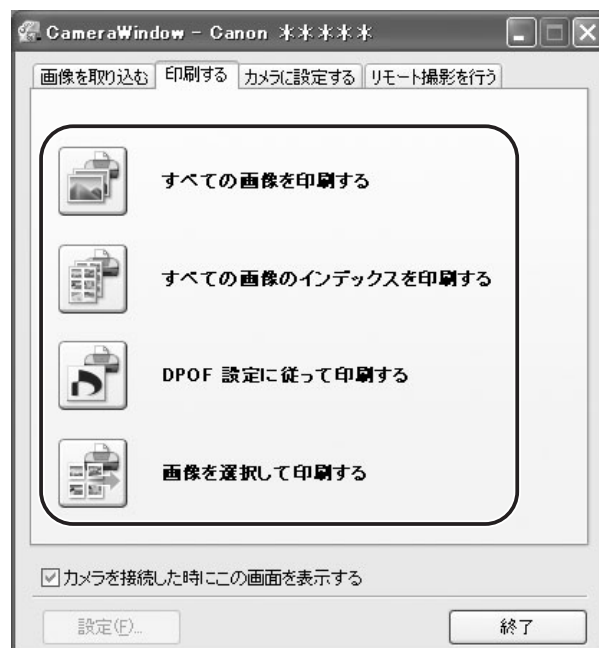 CameraWindow - Canon ＊＊＊＊＊
画像を取り込む 印刷する カメラに設定する リモート撮影を行う
すべての画像を印刷する
すべての画像のインデックスを印刷する
DPOF 設定に従って印刷する
画像を選択して印刷する
カメラを接続した時にこの画面を表示する
設定(F)... 終了